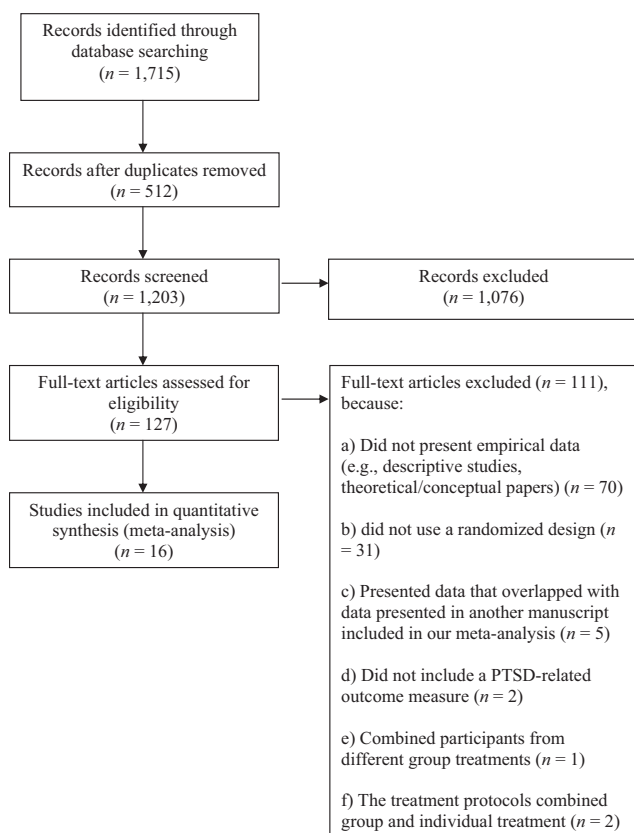 Records identified through
database searching
(n = 1,715)
Records after duplicates removed
(n = 512)
Records screened
(n = 1,203)
Records excluded
(n = 1,076)
Full-text articles assessed for
eligibility
(n = 127)
Full-text articles excluded (n = 111),
because:
a) Did not present empirical data
(e.g., descriptive studies,
theoretical/conceptual papers) (n = 70)
b) did not use a randomized design (n
= 31)
c) Presented data that overlapped with
data presented in another manuscript
included in our meta-analysis (n = 5)
d) Did not include a PTSD-related
outcome measure (n = 2)
e) Combined participants from
different group treatments (n = 1)
f) The treatment protocols combined
group and individual treatment (n = 2)
Studies included in quantitative
synthesis (meta-analysis)
(n = 16)